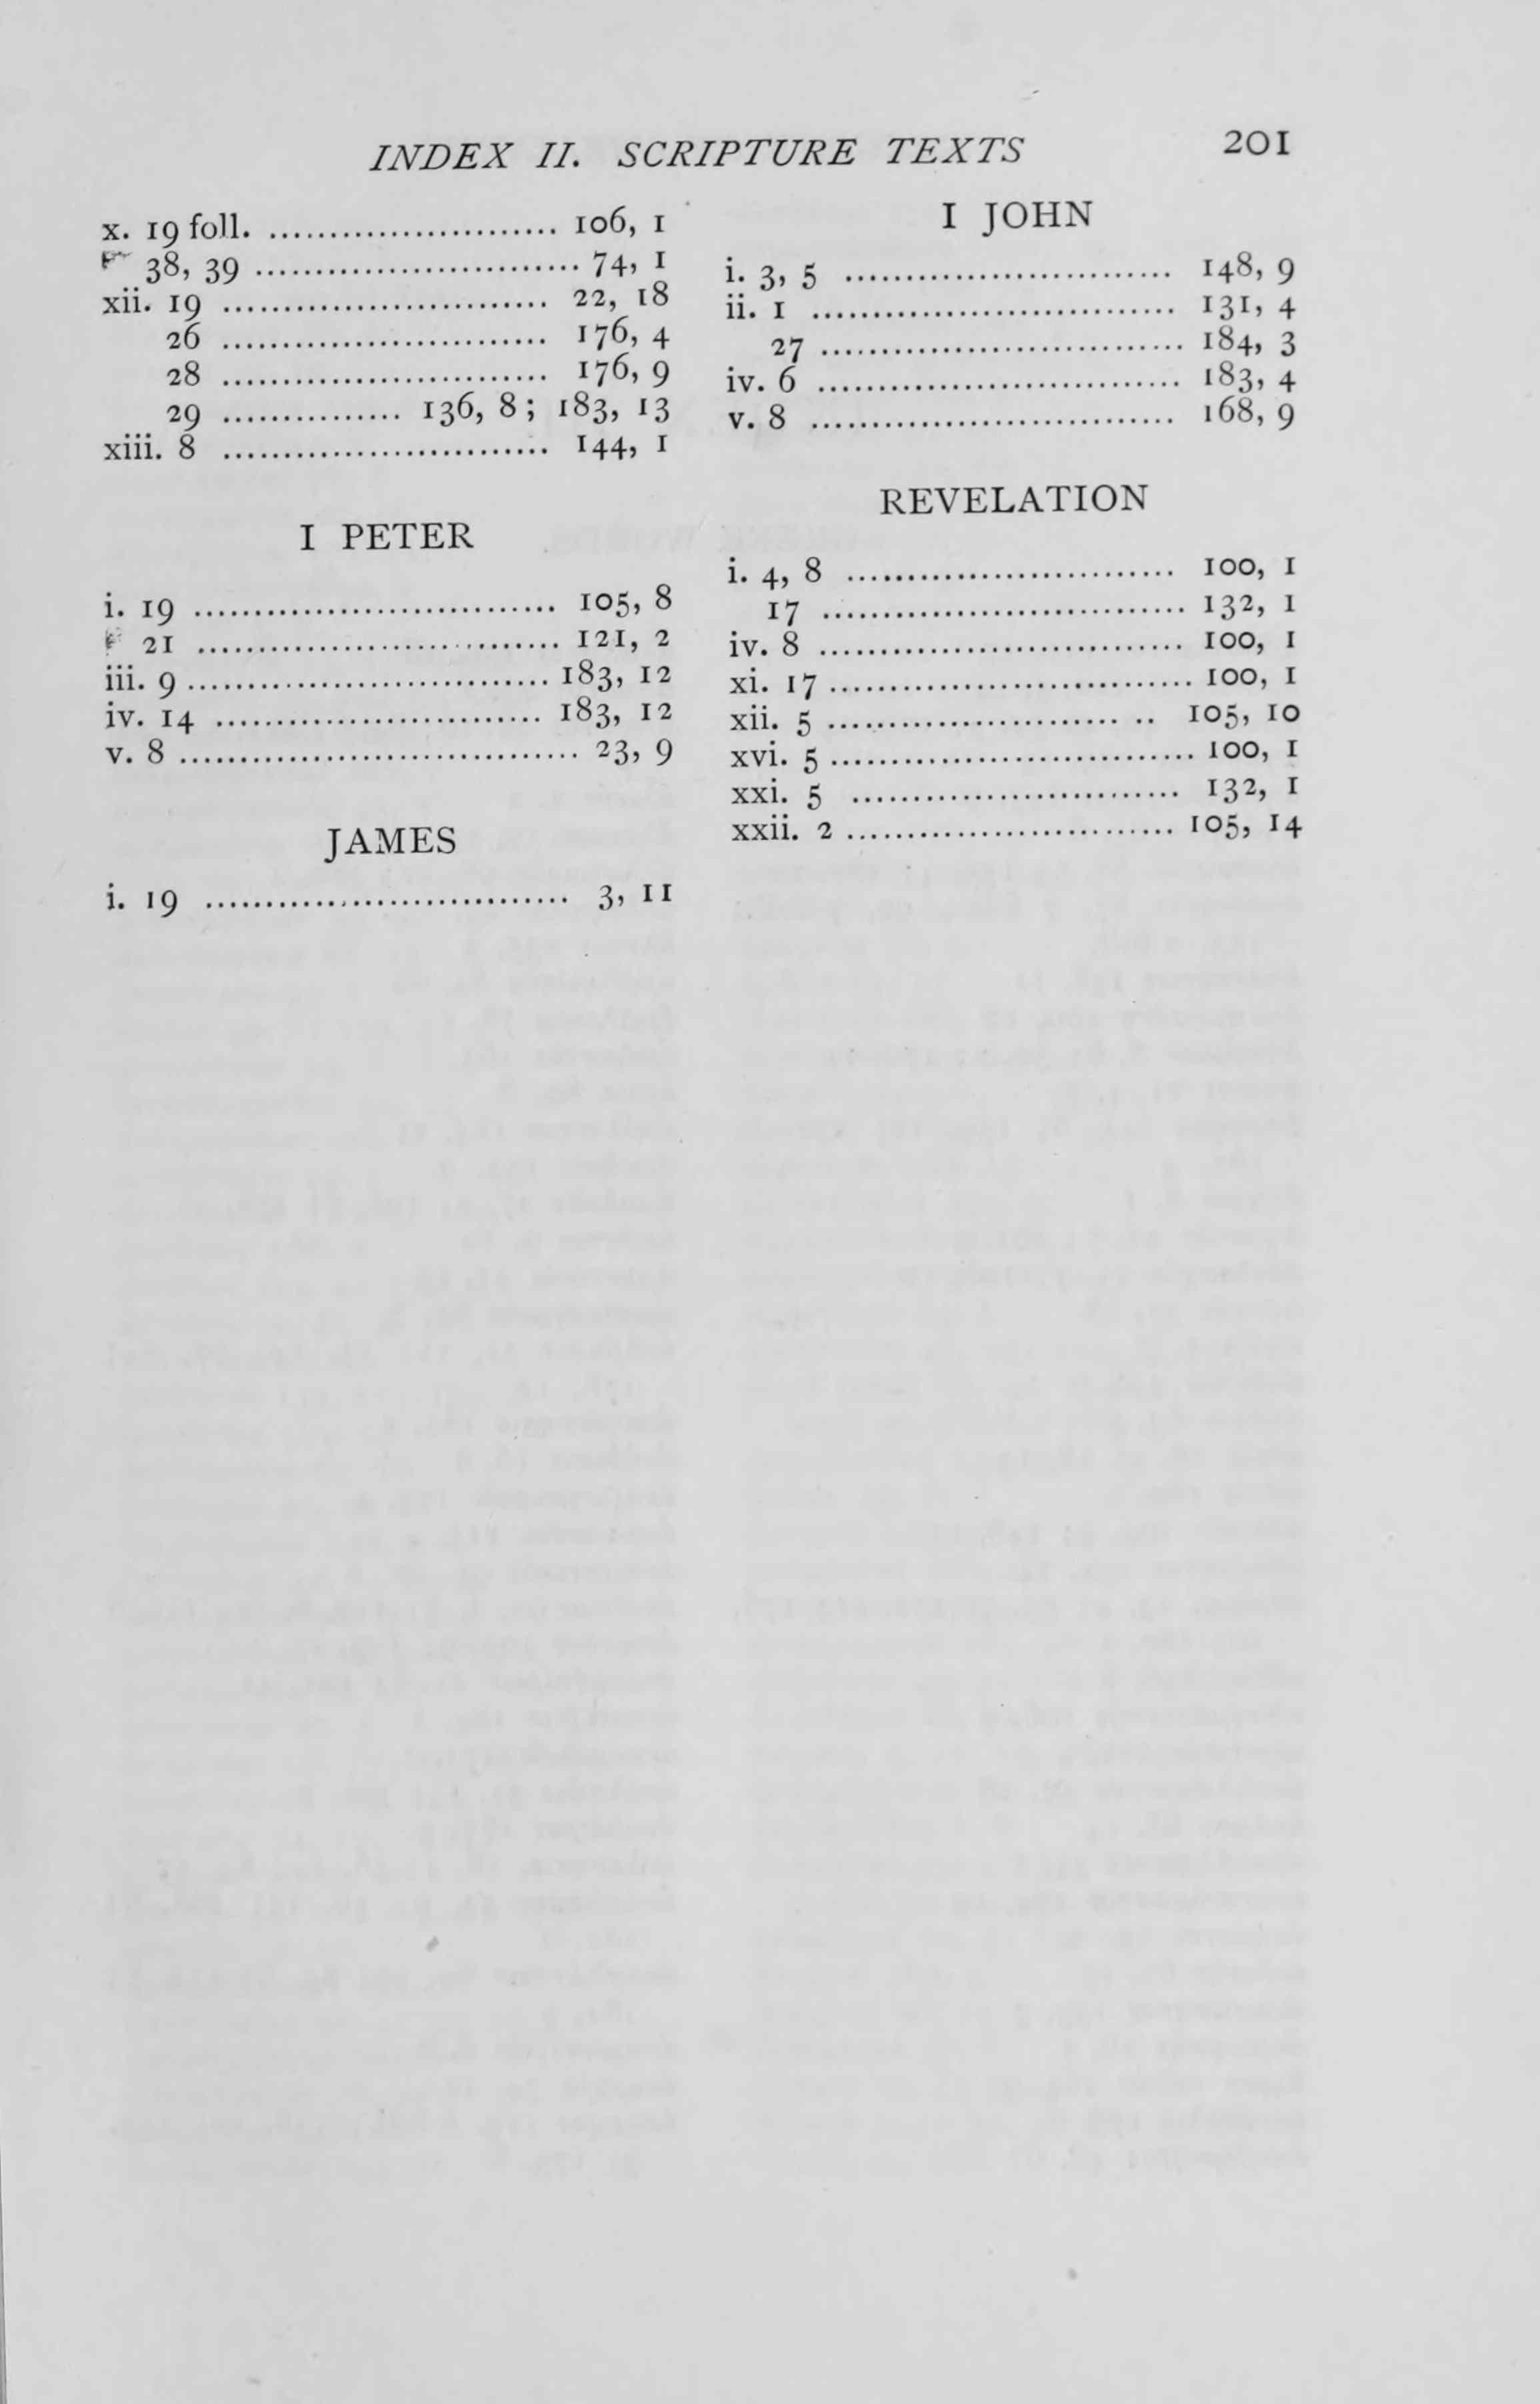 INDEX II. SCRIPTURE TEXTS 201
x. 19 foll. ........................ 106, 1
38, 39 ........................... 74, 1
xii. 19 ........................... 22, 18
26 ........................... 176, 4
28 ........................... 176, 9
29 ............... 136, 8; 183, 13
xiii. 8 ........................... 144, 1
I PETER
i. 19 .............................. 105, 8
21 .............................. 121, 2
iii. 9 .............................. 183, 12
iv. 14 ........................... 183, 12
v. 8 ................................. 23, 9
JAMES
i. 19 .............................. 3, 11
I JOHN
i. 3, 5 ........................... 148, 9
ii. 1 .............................. 131, 4
27 .............................. 184, 3
iv. 6 .............................. 183, 4
v. 8 .............................. 168, 9
REVELATION
i. 4, 8 ........................... 100, 1
17 .............................. 132, 1
iv. 8 .............................. 100, 1
xi. 17 .............................. 100, 1
xii. 5 .......................... 105, 10
xvi. 5 .............................. 100, 1
xxi. 5 ........................... 132, 1
xxii. 2 ........................... 105, 14